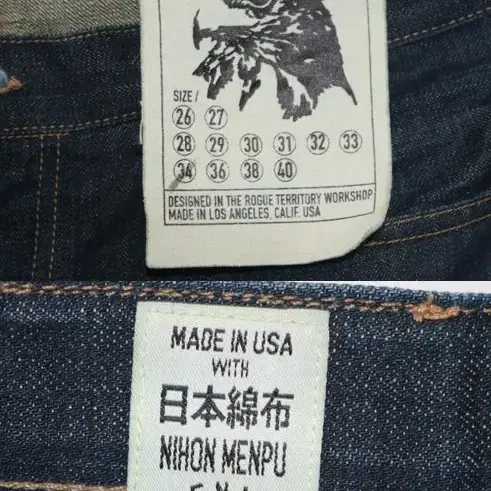 SIZE /
26 27
28 29 30 31 32 33
34 36 38 40
DESIGNED IN THE ROGUE TERRITORY WORKSHOP
MADE IN LOS ANGELES, CALIF. USA
MADE IN USA
WITH
日本綿布
NIHON MENPU